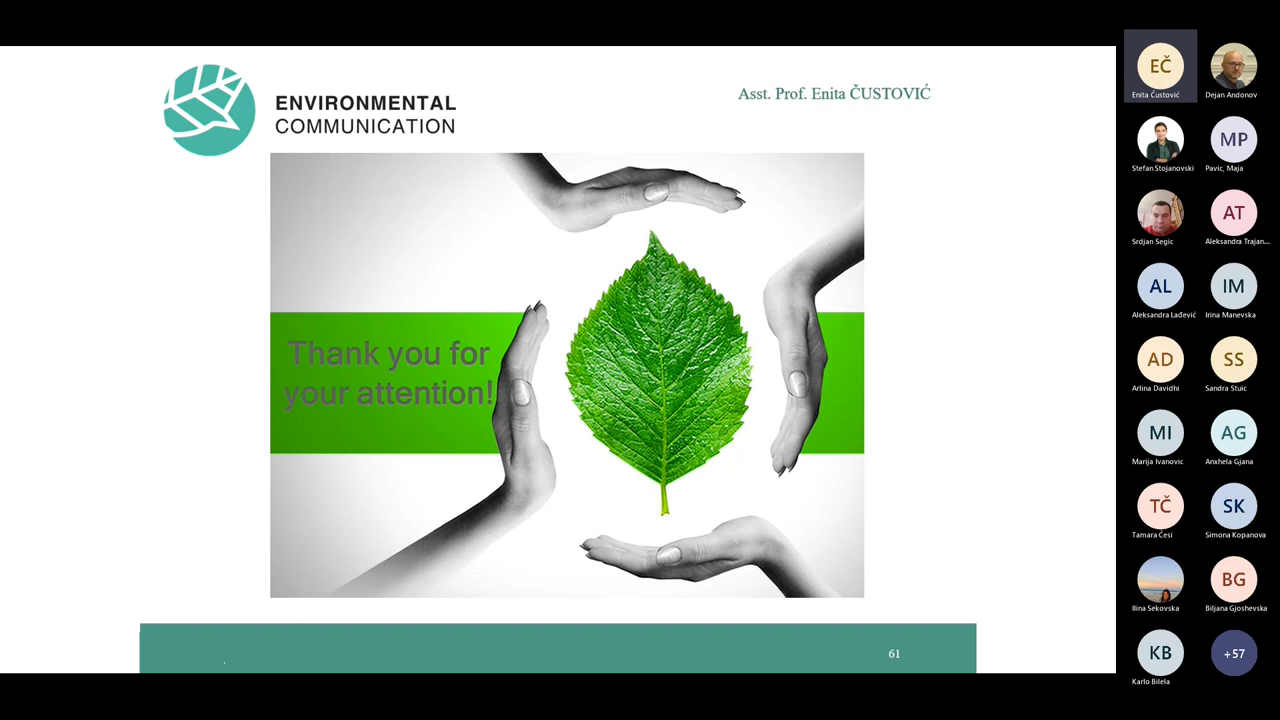 ENVIRONMENTAL
COMMUNICATION
Asst. Prof. Enita ČUSTOVIĆ
Thank you for
your attention!
.
61
EČ
Enita Čustović
Dejan Andonov
Stefan Stojanovski
MP
Pavic, Maja
Srdjan Segic
AT
Aleksandra Trajan...
AL
Aleksandra Lađević
IM
Irina Manevska
AD
Arlina Davidhi
SS
Sandra Stuic
MI
Marija Ivanovic
AG
Anxhela Gjana
TČ
Tamara Česi
SK
Simona Kopanova
Ilina Sekovska
BG
Biljana Gjoshevska
KB
Karlo Bilela
+57